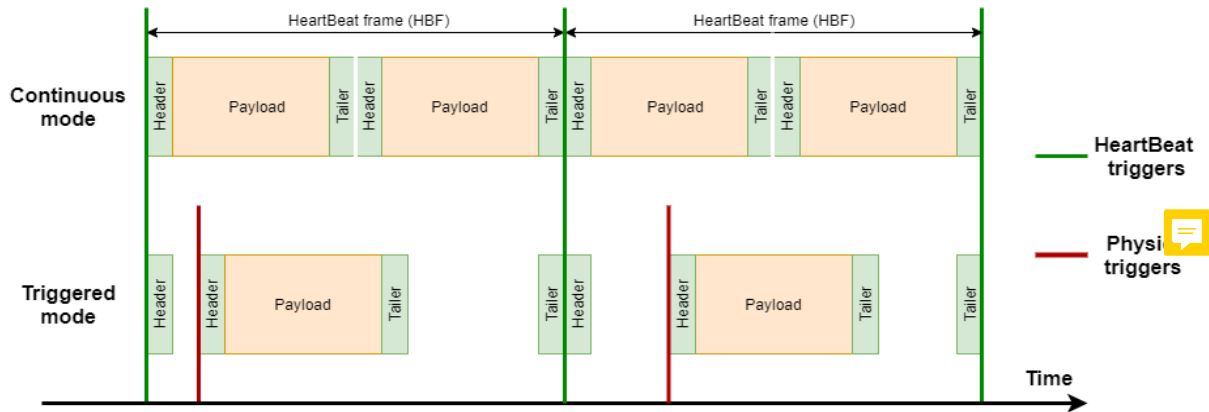 HeartBeat frame (HBF) HeartBeat frame (HBF)
Continuous
mode
Header Payload Tailer Header Payload Tailer Header Payload Tailer Header Payload Tailer
HeartBeat
triggers
triggers
Triggered
mode
Header Header Payload Tailer Tailer Header Header Payload Tailer Tailer
Time